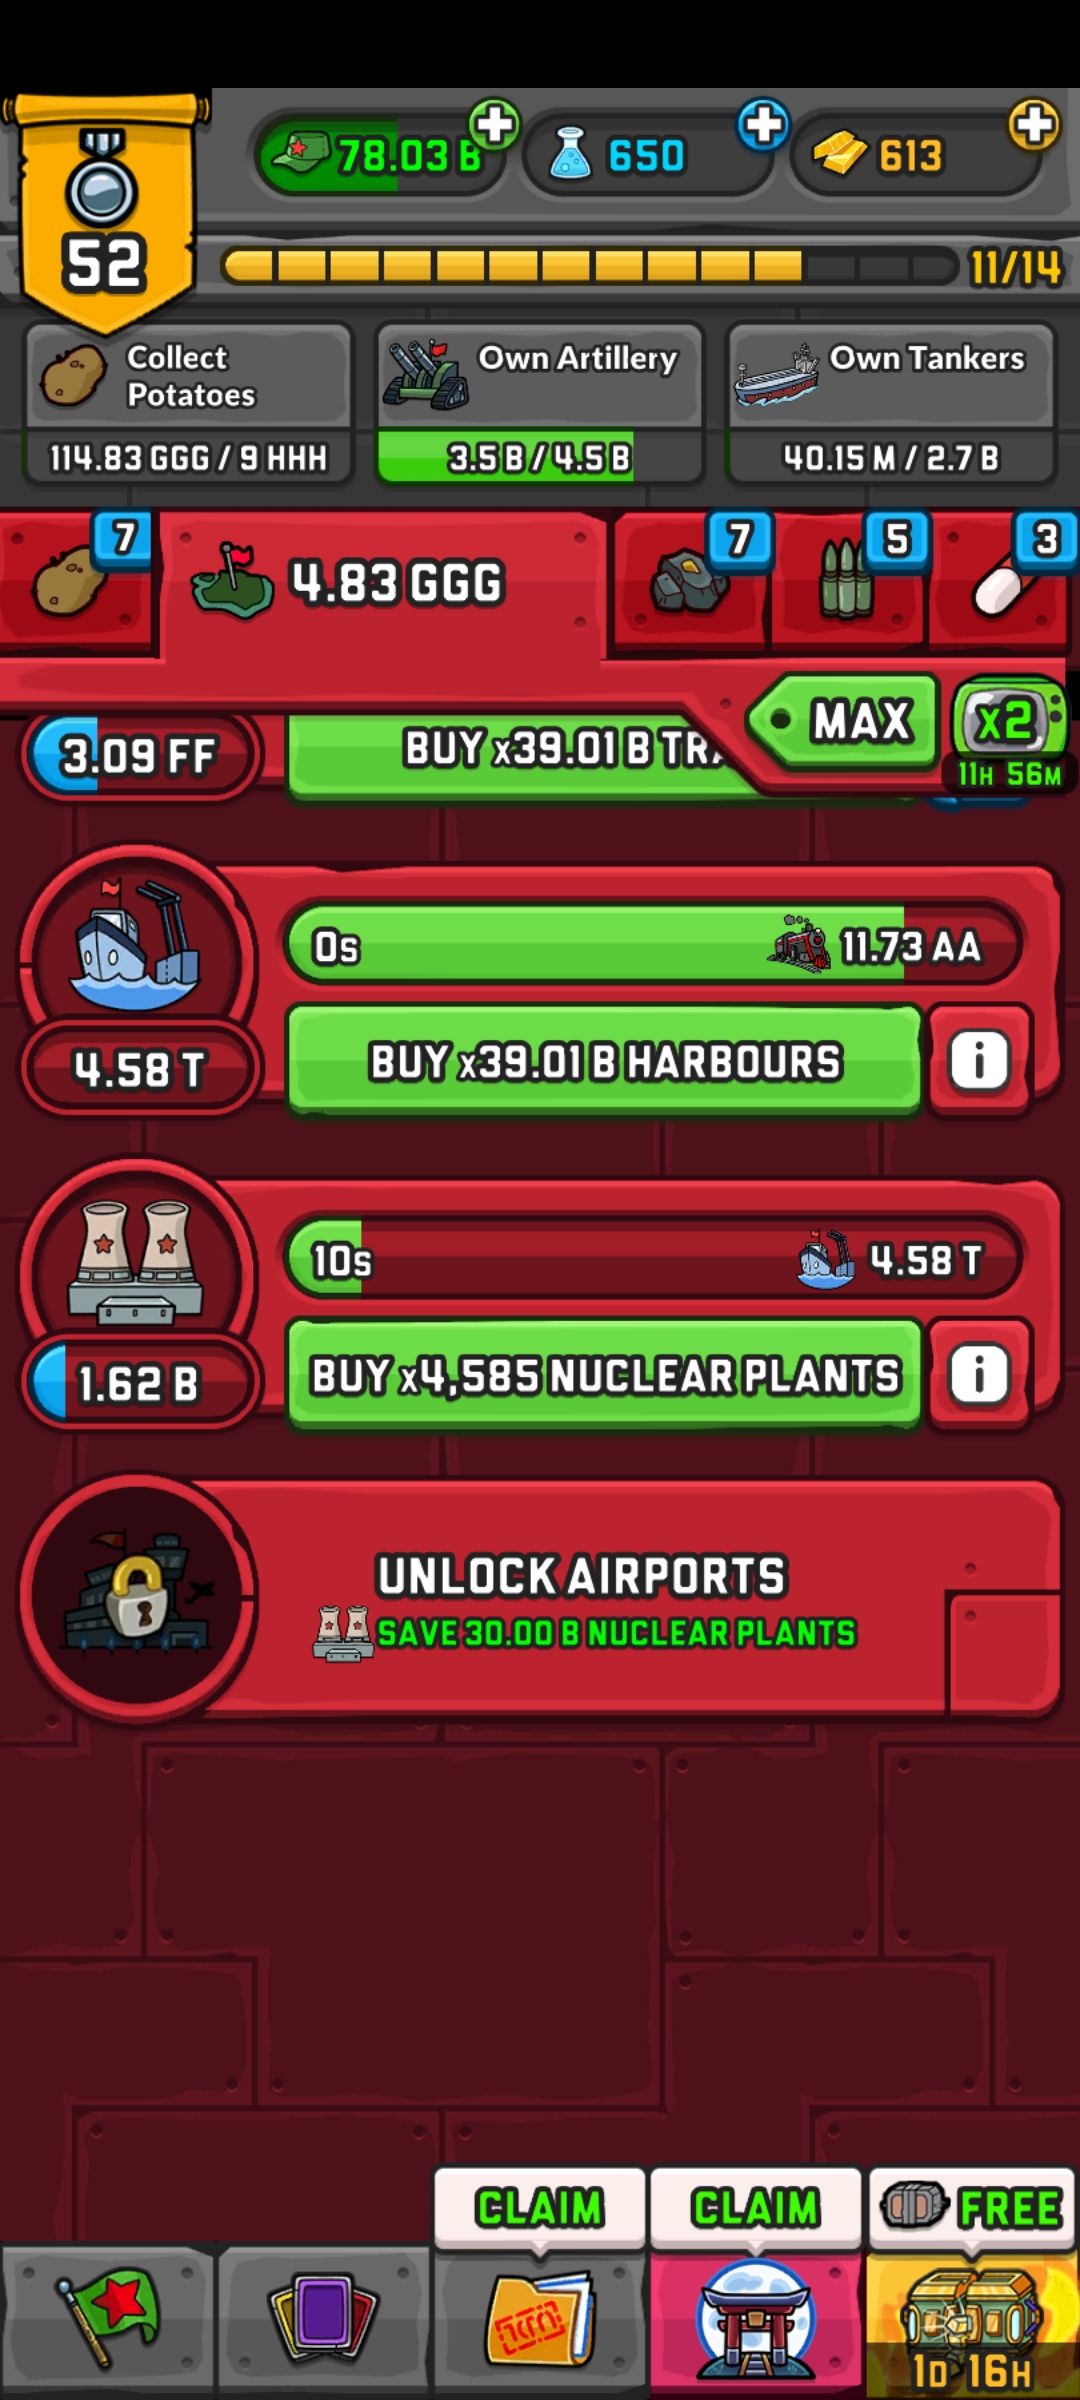 78.03 B
650
613
52
11/14
Collect
Potatoes
Own Artillery
Own Tankers
114.83 GGG / 9 HHH
3.5 B / 4.5 B
40.15 M / 2.7 B
7
4.83 GGG
7
5
3
MAX
x2
11H 56M
3.09 FF
BUY x39.01 B
0s
11.73 AA
4.58 T
BUY x39.01 B HARBOURS
i
10s
4.58 T
1.62 B
BUY x4,585 NUCLEAR PLANTS
i
UNLOCK AIRPORTS
SAVE 30.00 B NUCLEAR PLANTS
CLAIM
CLAIM
FREE
1D 16H